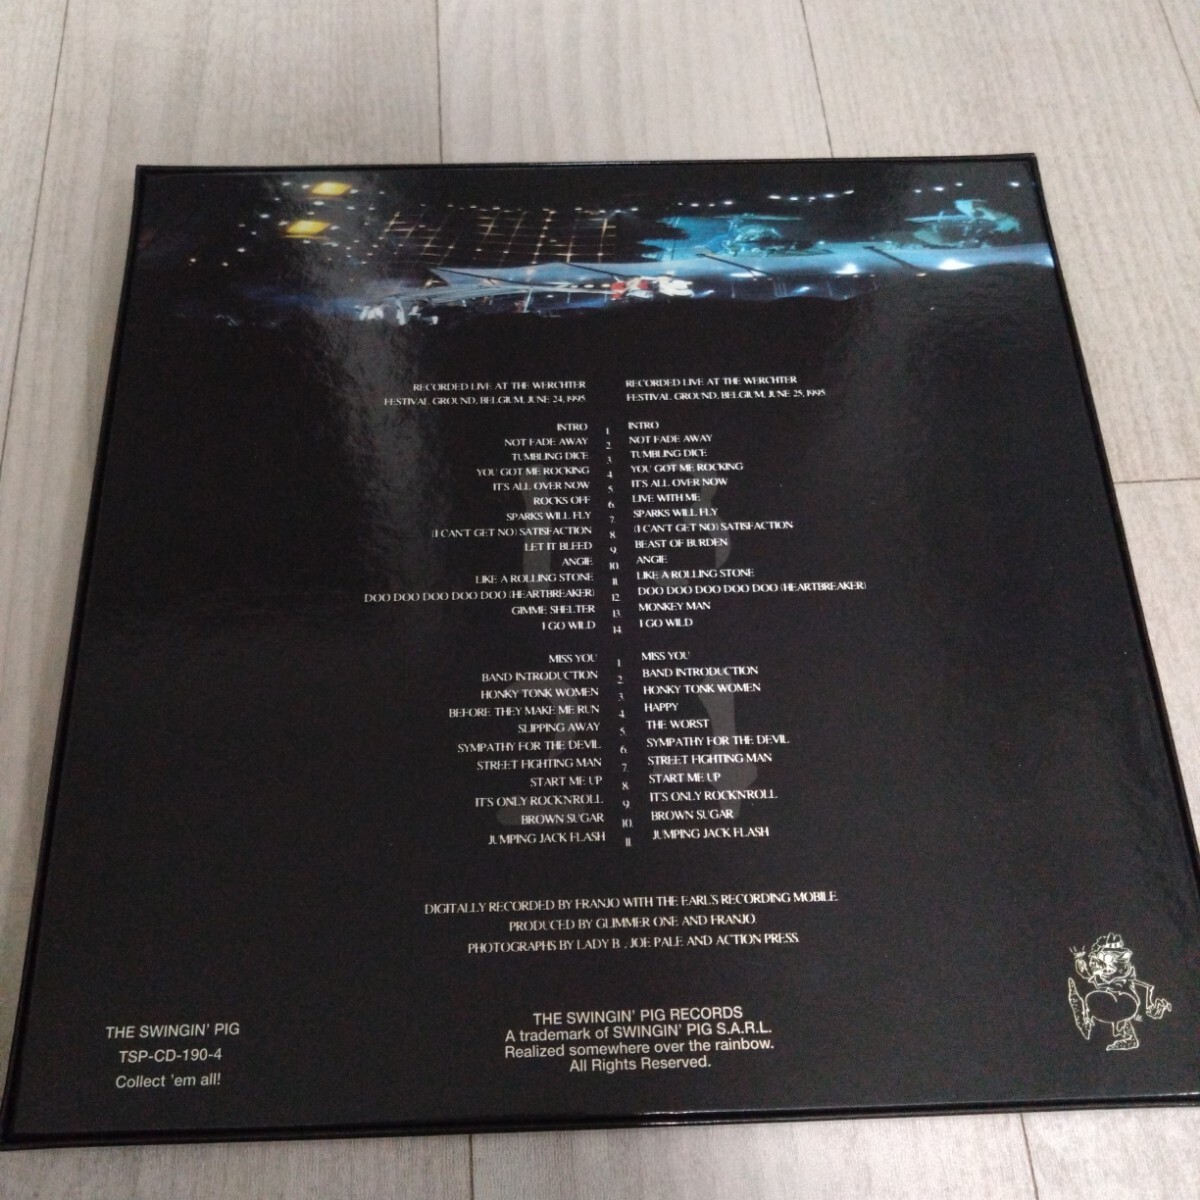 RECORDED LIVE AT THE WERCHTER
FESTIVAL GROUND, BELGIUM, JUNE 24, 1995.
RECORDED LIVE AT THE WERCHTER
FESTIVAL GROUND, BELGIUM, JUNE 25, 1995.
INTRO 1. INTRO
NOT FADE AWAY 2. NOT FADE AWAY
TUMBLING DICE 3. TUMBLING DICE
YOU GOT ME ROCKING 4. YOU GOT ME ROCKING
IT'S ALL OVER NOW 5. IT'S ALL OVER NOW
ROCKS OFF 6. LIVE WITH ME
SPARKS WILL FLY 7. SPARKS WILL FLY
(I CAN'T GET NO) SATISFACTION 8. (I CAN'T GET NO) SATISFACTION
LET IT BLEED 9. BEAST OF BURDEN
ANGIE 10. ANGIE
LIKE A ROLLING STONE 11. LIKE A ROLLING STONE
DOO DOO DOO DOO DOO (HEARTBREAKER) 12. DOO DOO DOO DOO DOO (HEARTBREAKER)
GIMME SHELTER 13. MONKEY MAN
I GO WILD 14. I GO WILD
MISS YOU 1. MISS YOU
BAND INTRODUCTION 2. BAND INTRODUCTION
HONKY TONK WOMEN 3. HONKY TONK WOMEN
BEFORE THEY MAKE ME RUN 4. HAPPY
SLIPPING AWAY 5. THE WORST
SYMPATHY FOR THE DEVIL 6. SYMPATHY FOR THE DEVIL
STREET FIGHTING MAN 7. STREET FIGHTING MAN
START ME UP 8. START ME UP
IT'S ONLY ROCK'N'ROLL 9. IT'S ONLY ROCK'N'ROLL
BROWN SUGAR 10. BROWN SUGAR
JUMPING JACK FLASH 11. JUMPING JACK FLASH
DIGITALLY RECORDED BY FRANJO WITH THE EARL'S RECORDING MOBILE.
PRODUCED BY GLIMMER ONE AND FRANJO.
PHOTOGRAPHS BY LADY B., JOE PALE AND ACTION PRESS.
THE SWINGIN' PIG
TSP-CD-190-4
Collect 'em all!
THE SWINGIN' PIG RECORDS
A trademark of SWINGIN' PIG S.A.R.L.
Realized somewhere over the rainbow.
All Rights Reserved.